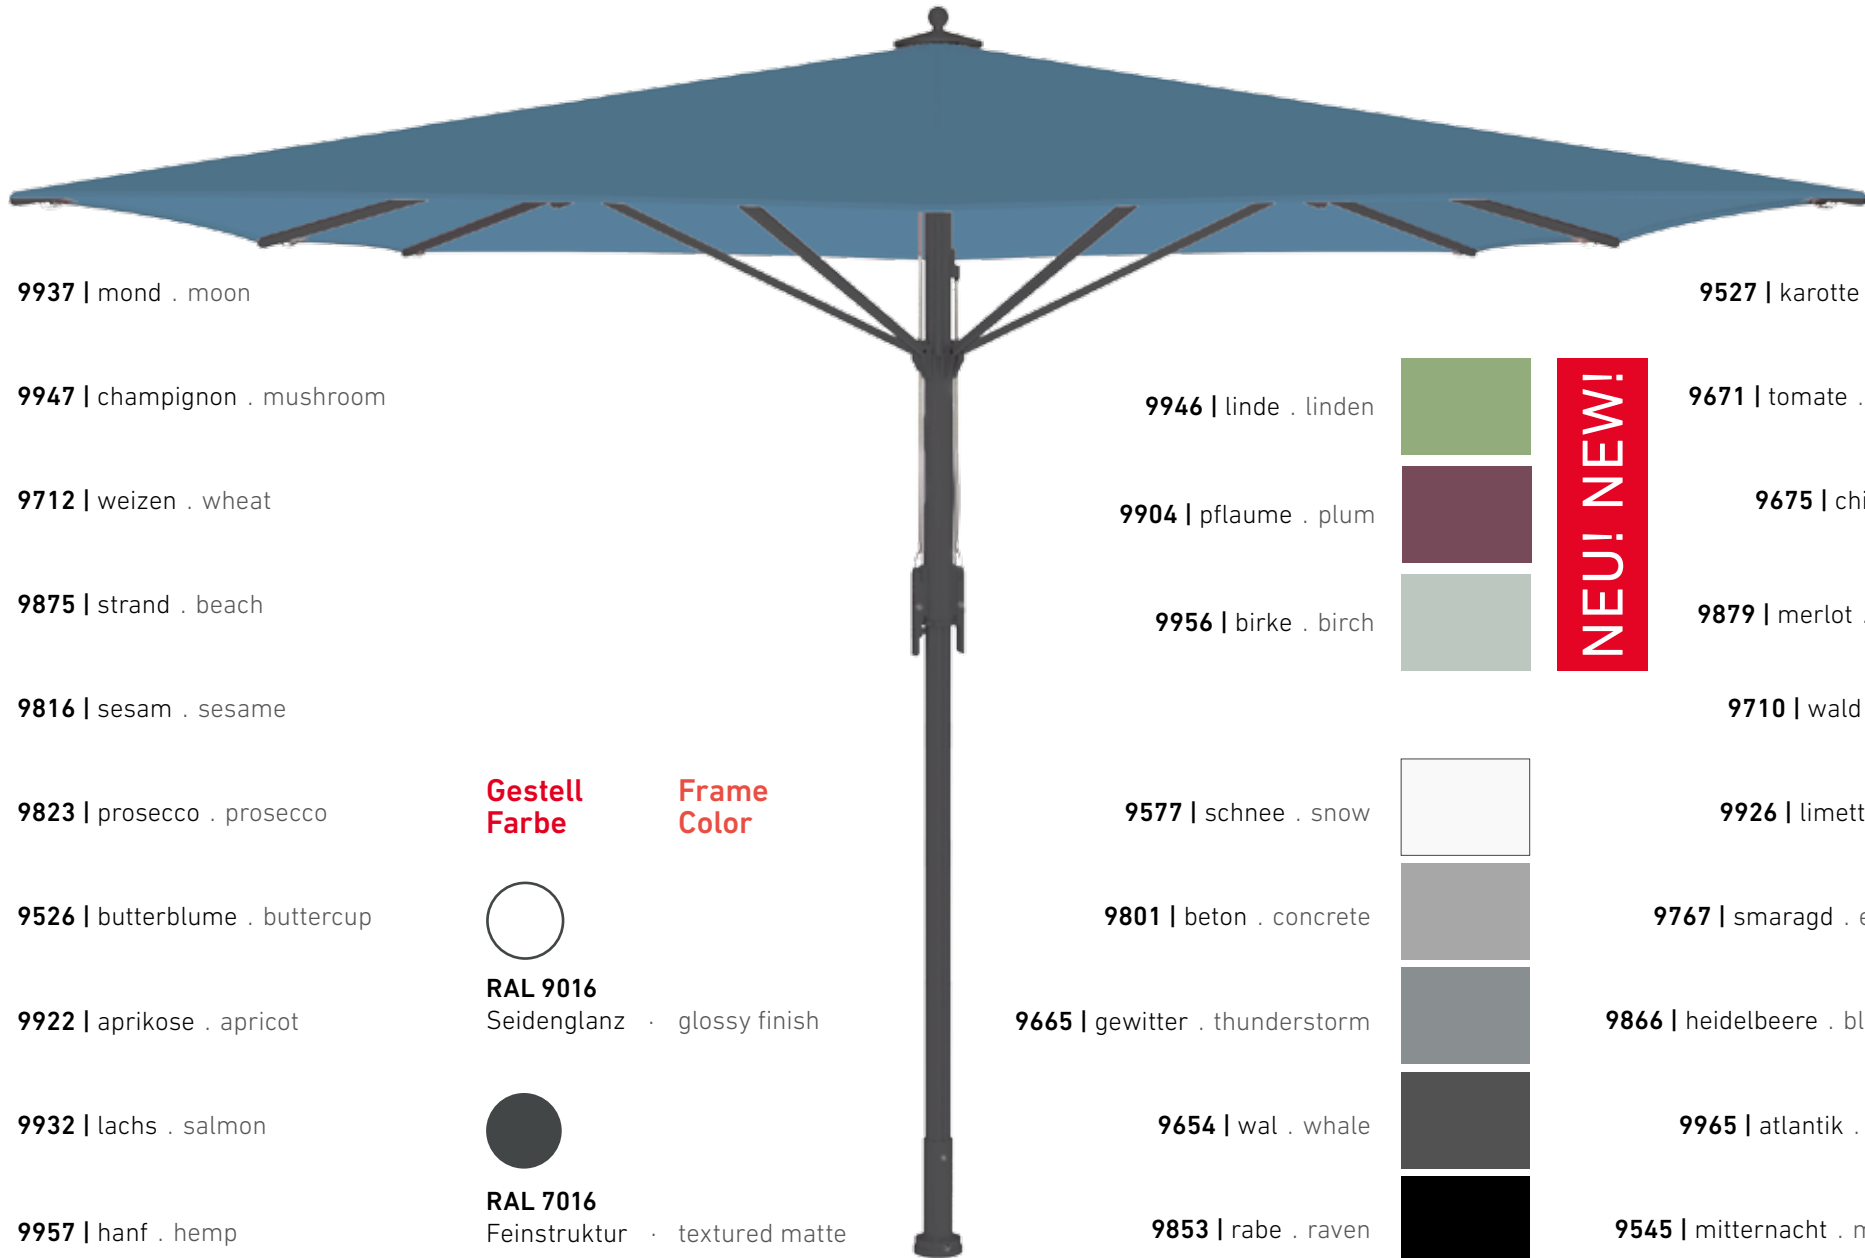 9937 | mond . moon
9947 | champignon . mushroom
9712 | weizen . wheat
9875 | strand . beach
9816 | sesam . sesame
9823 | prosecco . prosecco
9526 | butterblume . buttercup
9922 | aprikose . apricot
9932 | lachs . salmon
9957 | hanf . hemp
Gestell Farbe
Frame Color
RAL 9016
Seidenglanz · glossy finish
RAL 7016
Feinstruktur · textured matte
9946 | linde . linden
9904 | pflaume . plum
9956 | birke . birch
NEU! NEW!
9577 | schnee . snow
9801 | beton . concrete
9665 | gewitter . thunderstorm
9654 | wal . whale
9853 | rabe . raven
9527 | karotte
9671 | tomate .
9675 |
9879 | merlot .
9710 | wald
9926 |
9767 | smaragd .
9866 | heidelbeere .
9965 | atlantik .
9545 | mitternacht .